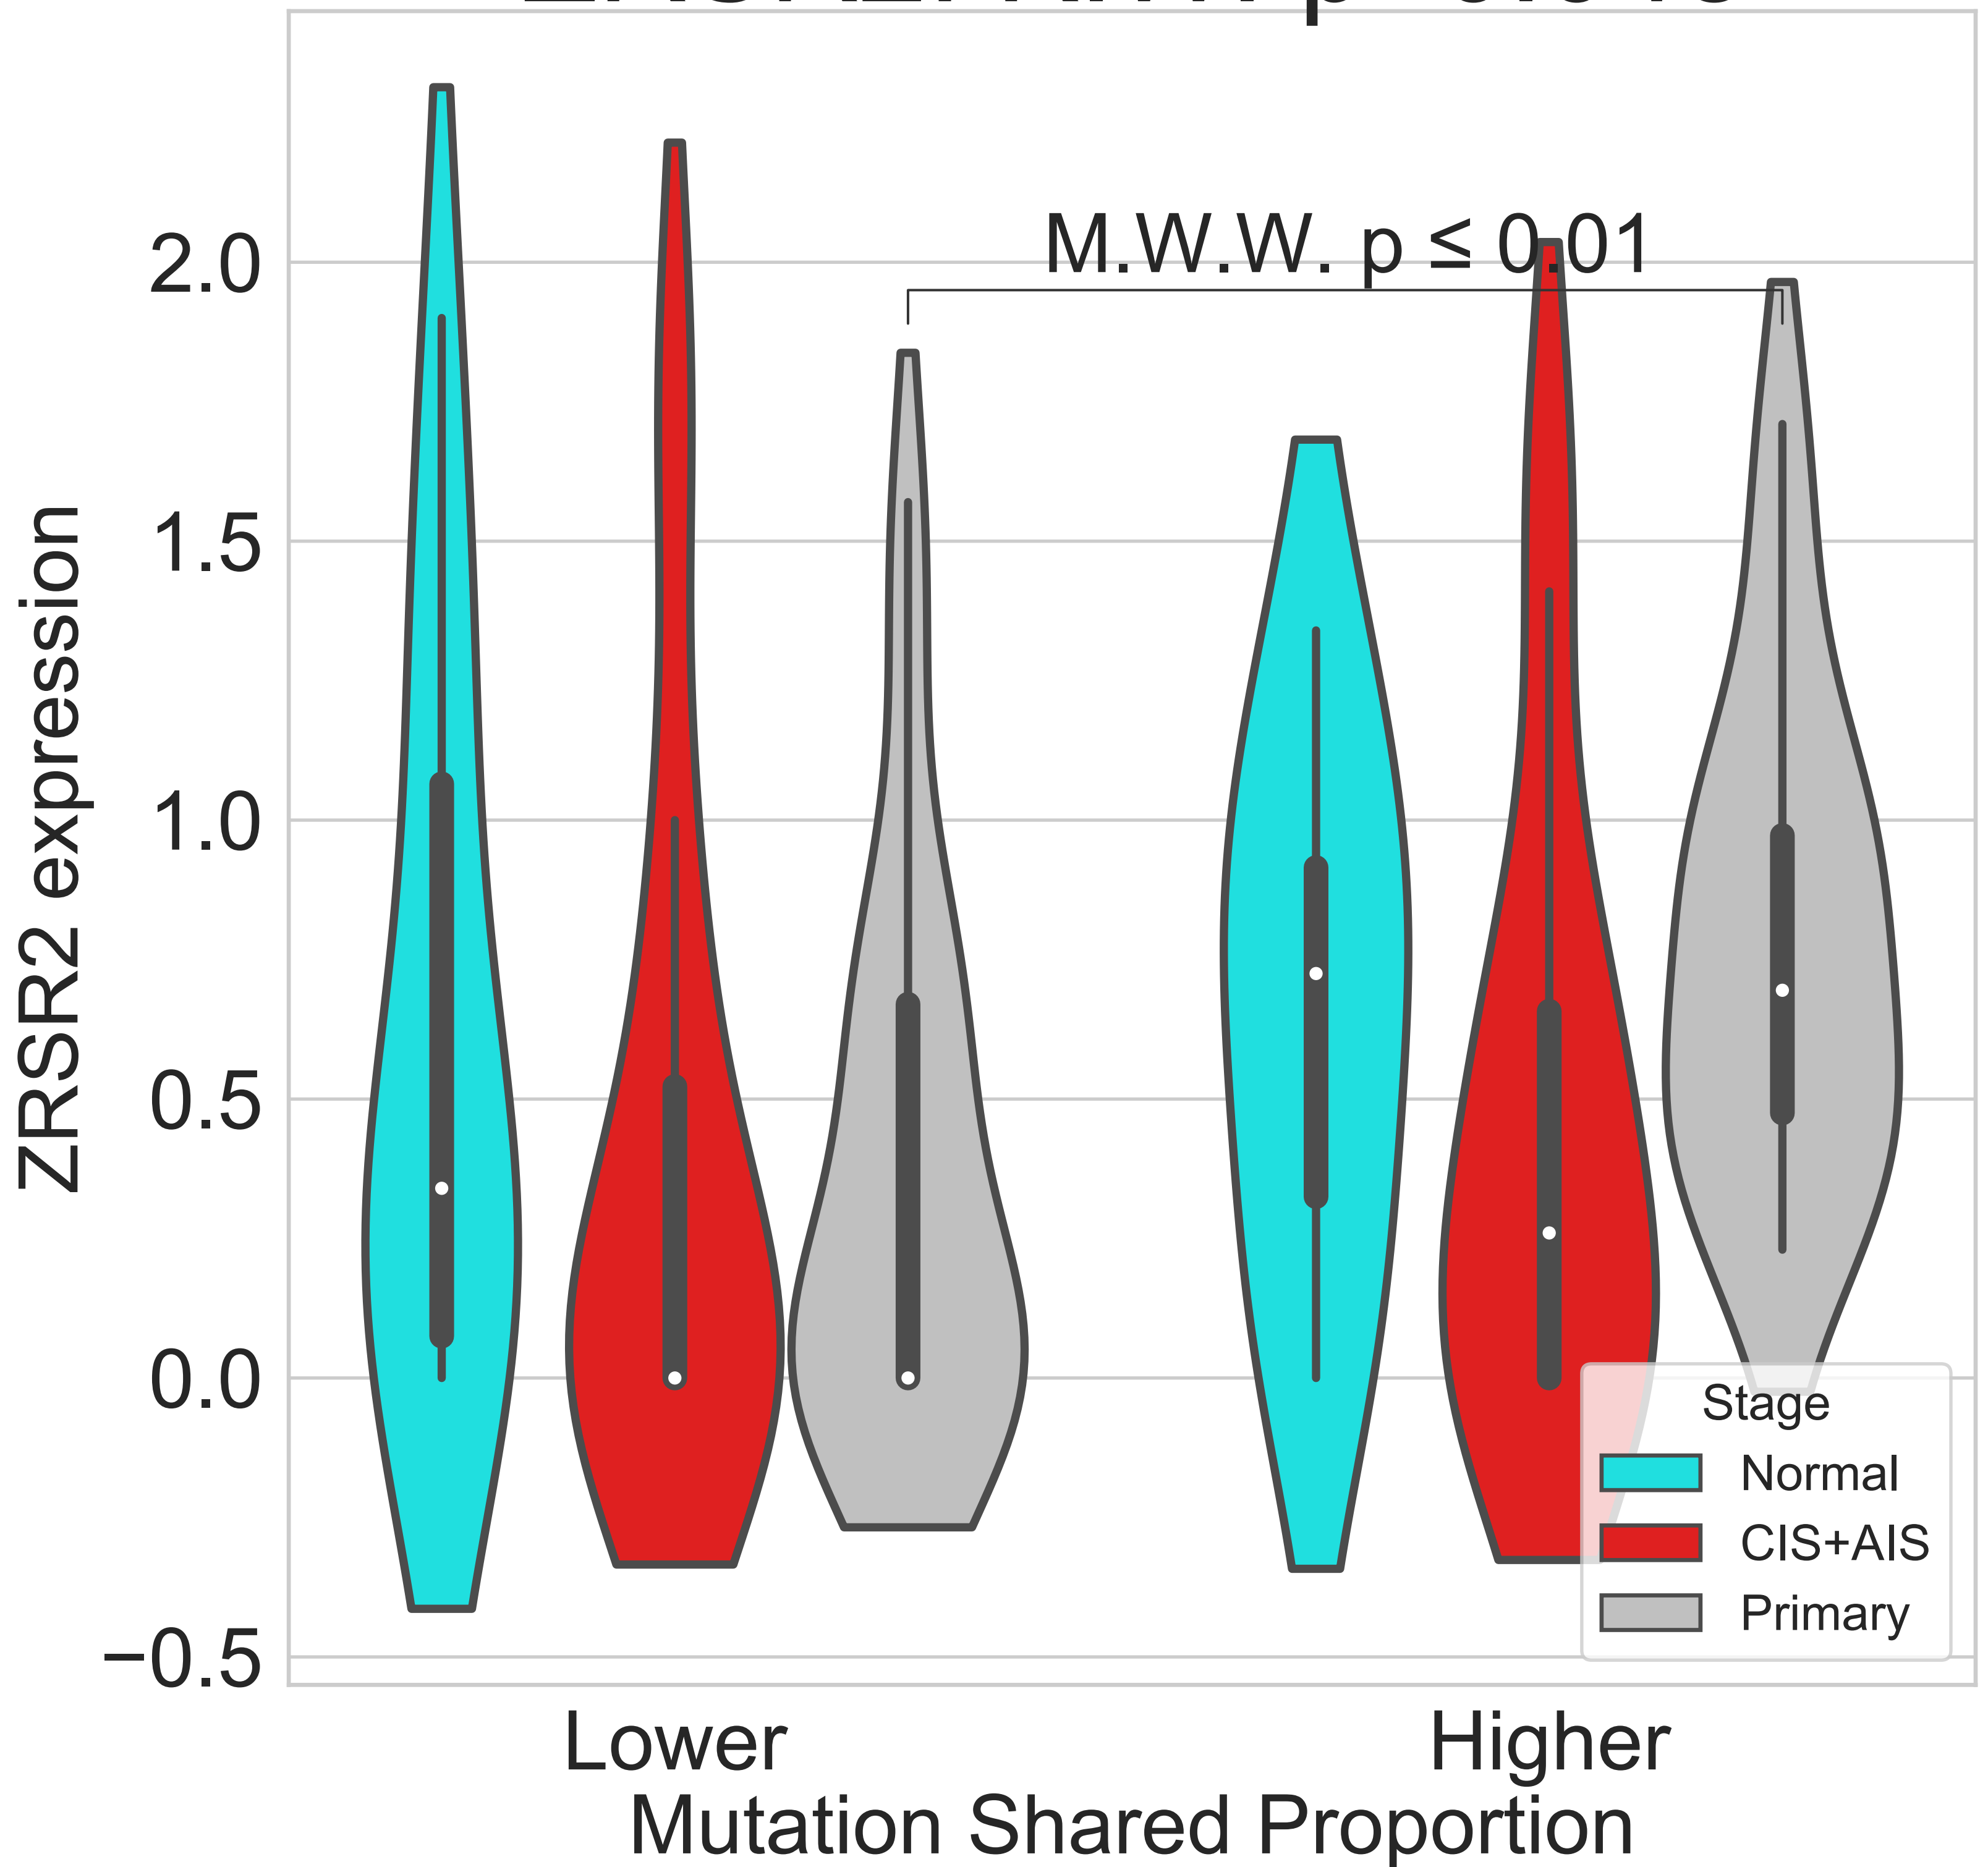 M.W.W. p ≤ 0.01
2.0
1.5
1.0
0.5
0.0
−0.5
ZRSR2 expression
Stage
Normal
CIS+AIS
Primary
Lower
Higher
Mutation Shared Proportion